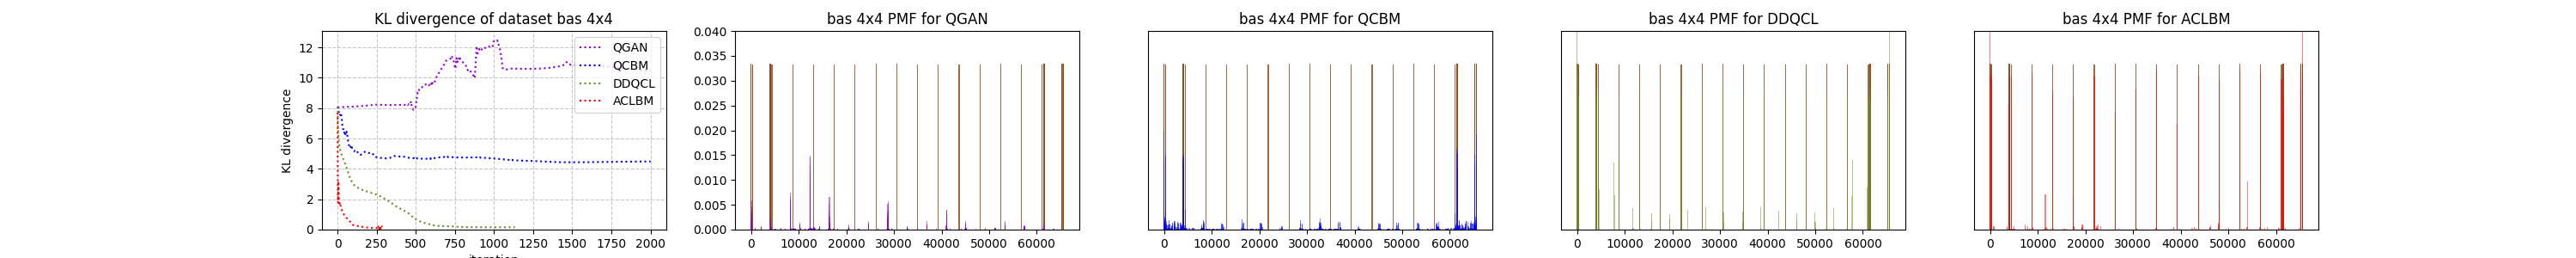 KL divergence of dataset bas 4x4
KL divergence
12
10
8
6
4
2
0
0 250 500 750 1000 1250 1500 1750 2000
iteration
QGAN
QCBM
DDQCL
ACLBM
bas 4x4 PMF for QGAN
0.040
0.035
0.030
0.025
0.020
0.015
0.010
0.005
0.000
0 10000 20000 30000 40000 50000 60000
bas 4x4 PMF for QCBM
0 10000 20000 30000 40000 50000 60000
bas 4x4 PMF for DDQCL
0 10000 20000 30000 40000 50000 60000
bas 4x4 PMF for ACLBM
0 10000 20000 30000 40000 50000 60000